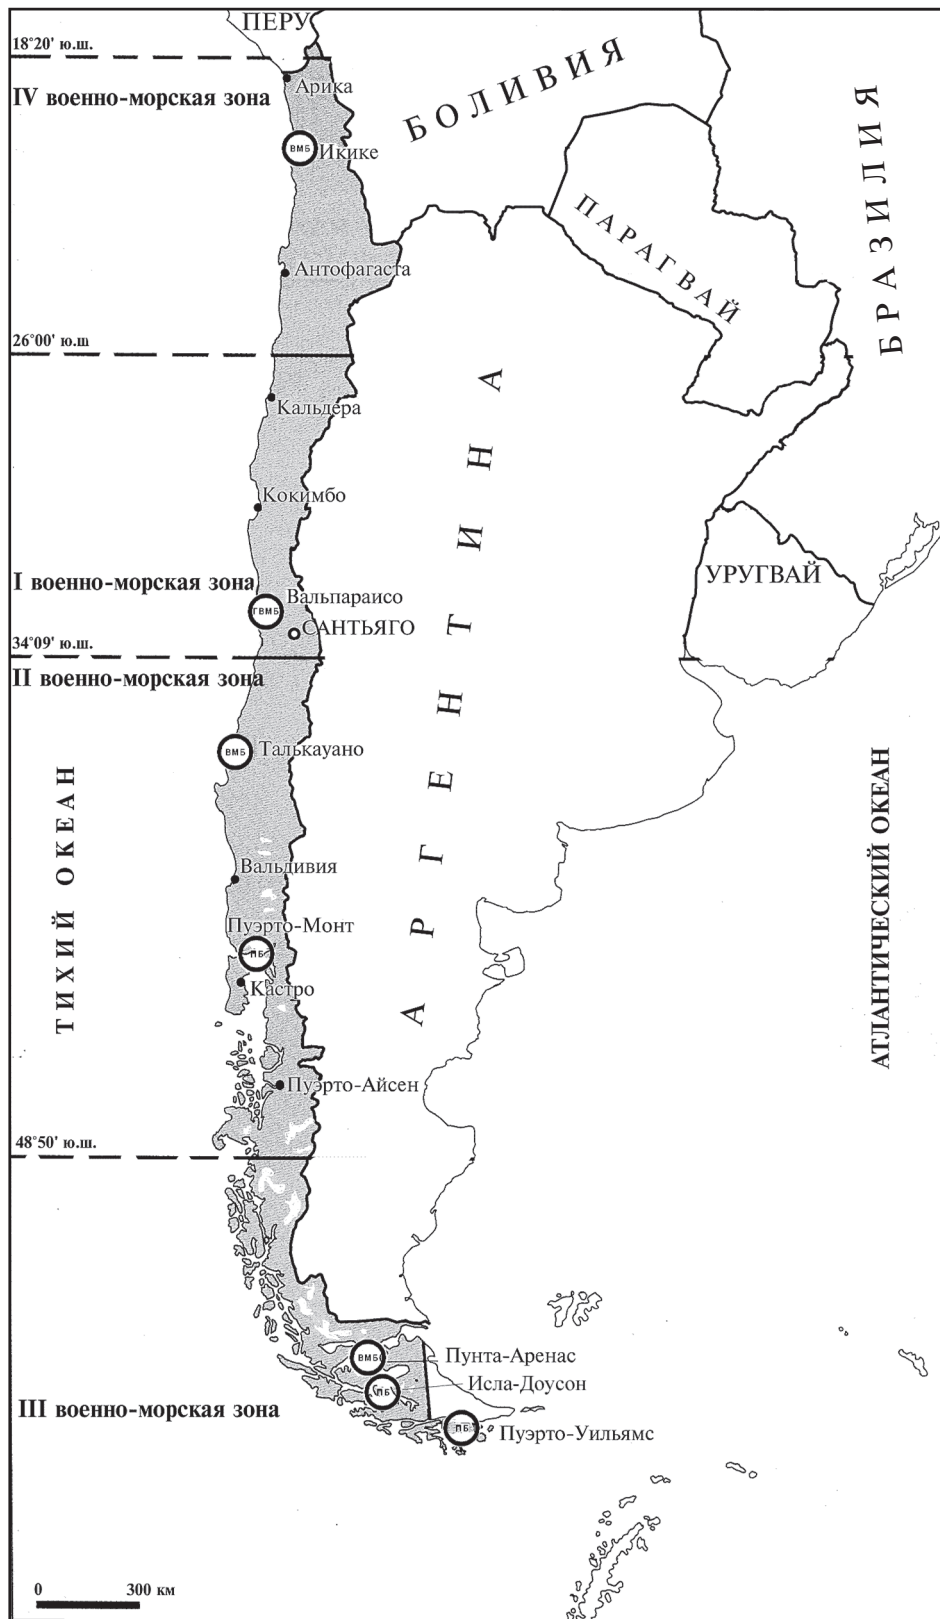 ПЕРУ
18°20' ю.ш.
Арика
IV военно-морская зона
БОЛИВИЯ
БРАЗИЛИЯ
ВМБ
Икике
ПАРАГВАЙ
Антофагаста
26°00' ю.ш
Кальдера
АРГЕНТИНА
Кокимбо
I военно-морская зона
УРУГВАЙ
Вальпараисо
ГВМБ
САНТЬЯГО
34°09' ю.ш.
II военно-морская зона
ВМБ
Талькауано
ТИХИЙ ОКЕАН
АТЛАНТИЧЕСКИЙ ОКЕАН
Вальдивия
Пуэрто-Монт
ПБ
Кастро
Пуэрто-Айсен
48°50' ю.ш.
ВМБ
Пунта-Аренас
ПБ
Исла-Доусон
III военно-морская зона
ПБ
Пуэрто-Уильямс
0 300 км